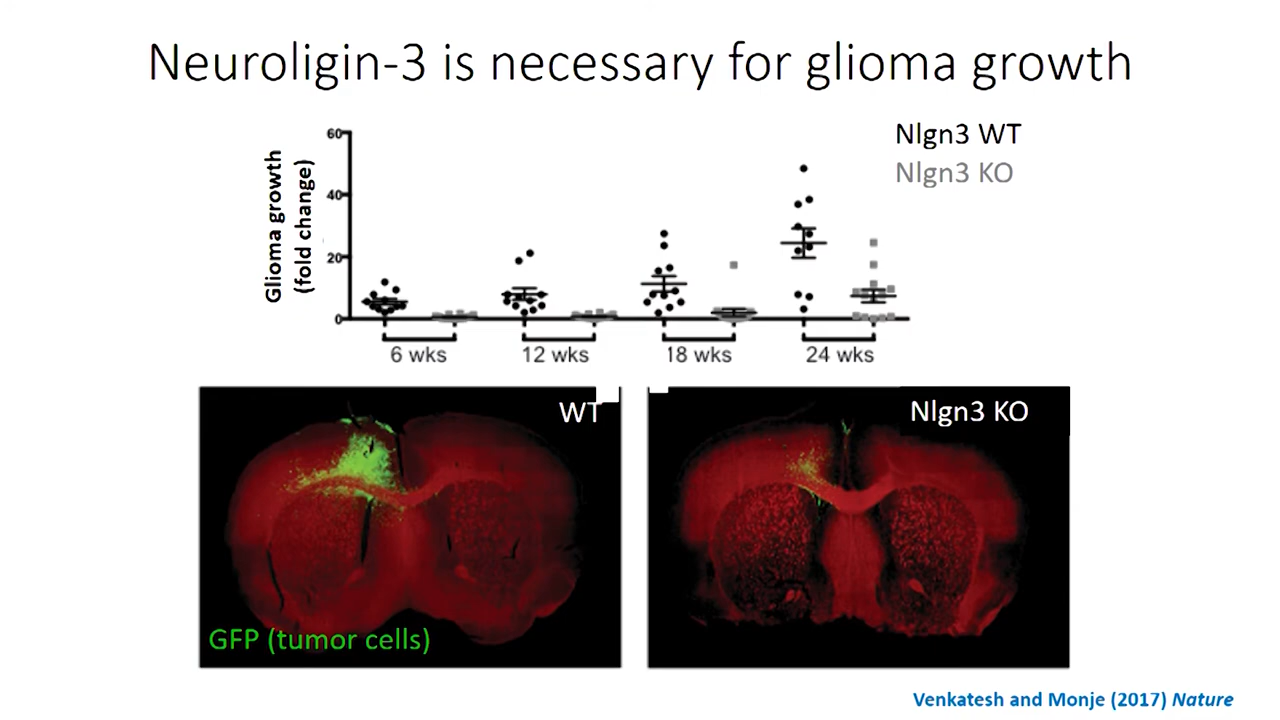 Neuroligin-3 is necessary for glioma growth
Glioma growth
(fold change)
60
40
20
0
6 wks
12 wks
18 wks
24 wks
Nlgn3 WT
Nlgn3 KO
WT
GFP (tumor cells)
Nlgn3 KO
Venkatesh and Monje (2017) Nature